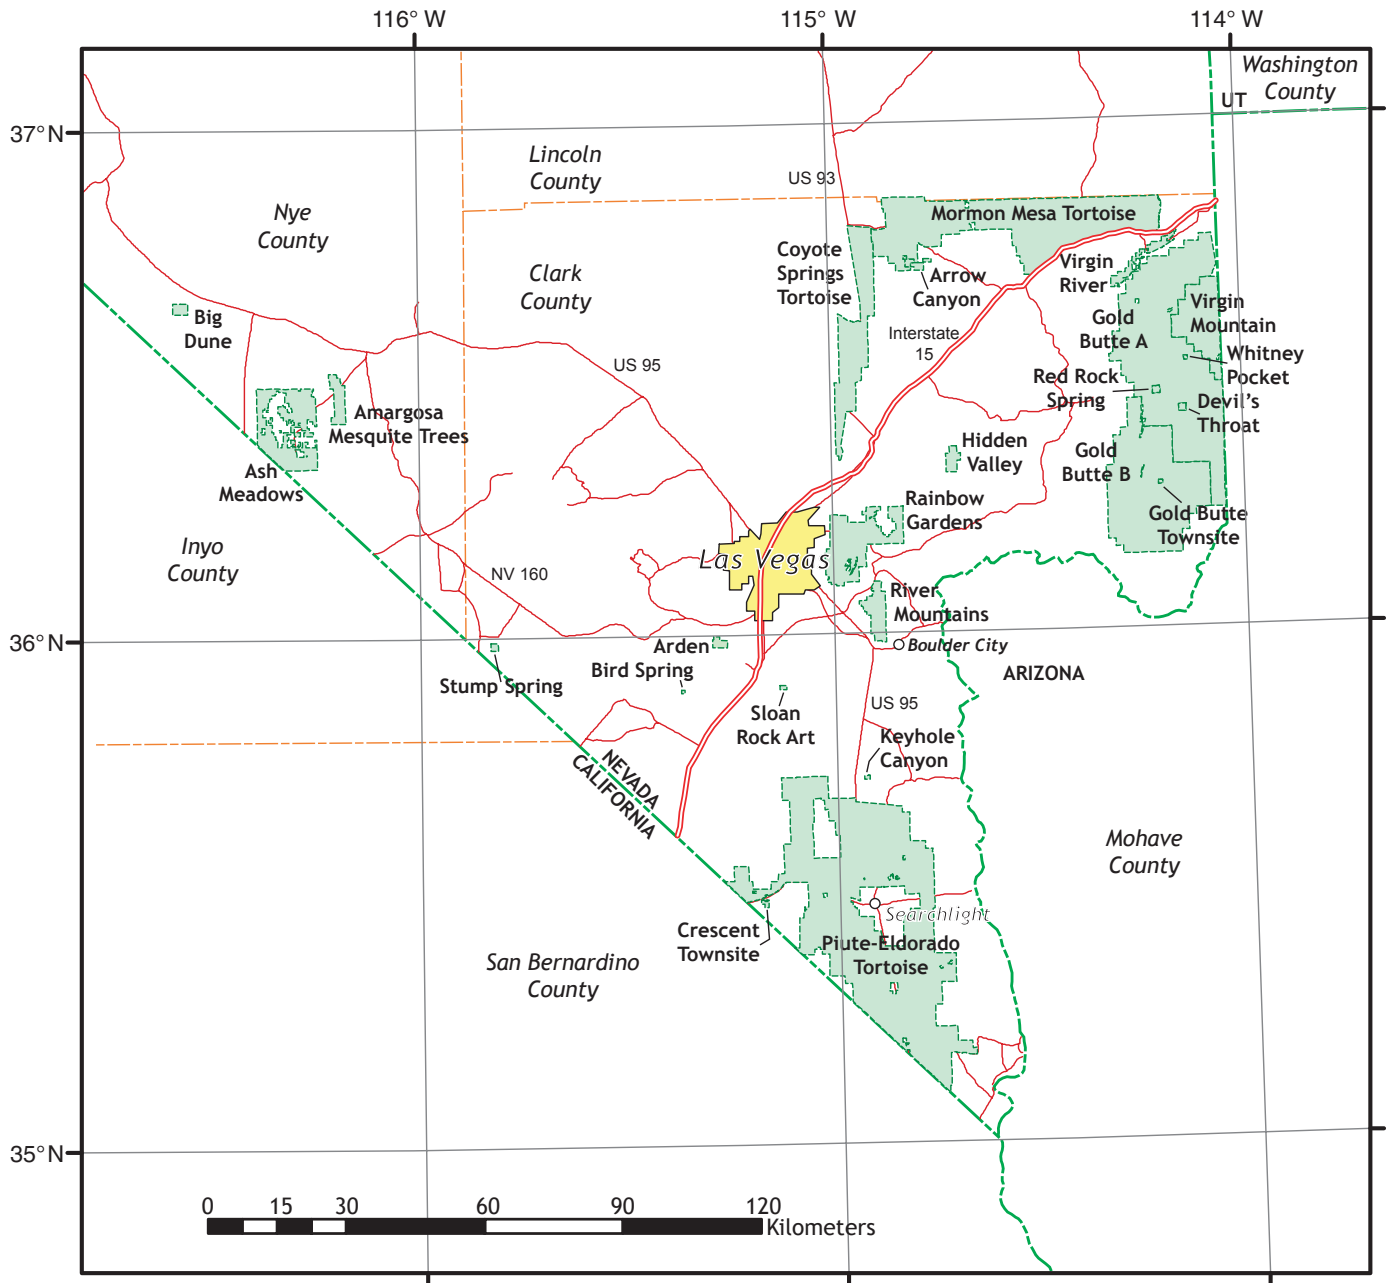 116° W
115° W
114° W
Washington
County
UT
37° N
Lincoln
County
US 93
Nye
County
Mormon Mesa Tortoise
Coyote
Springs
Tortoise
Clark
County
Arrow
Canyon
Virgin
River
Big
Dune
Gold
Butte A
Virgin
Mountain
Interstate
15
US 95
Whitney
Pocket
Red Rock
Spring
Devil's
Throat
Amargosa
Mesquite Trees
Hidden
Valley
Gold
Butte B
Ash
Meadows
Rainbow
Gardens
Gold Butte
Townsite
Inyo
County
Las Vegas
NV 160
River
Mountains
36° N
Arden
Boulder City
Bird Spring
ARIZONA
Stump Spring
US 95
Sloan
Rock Art
Keyhole
Canyon
NEVADA
CALIFORNIA
Mohave
County
Searchlight
Crescent
Townsite
Piute-Eldorado
Tortoise
San Bernardino
County
35° N
0 15 30 60 90 120
Kilometers